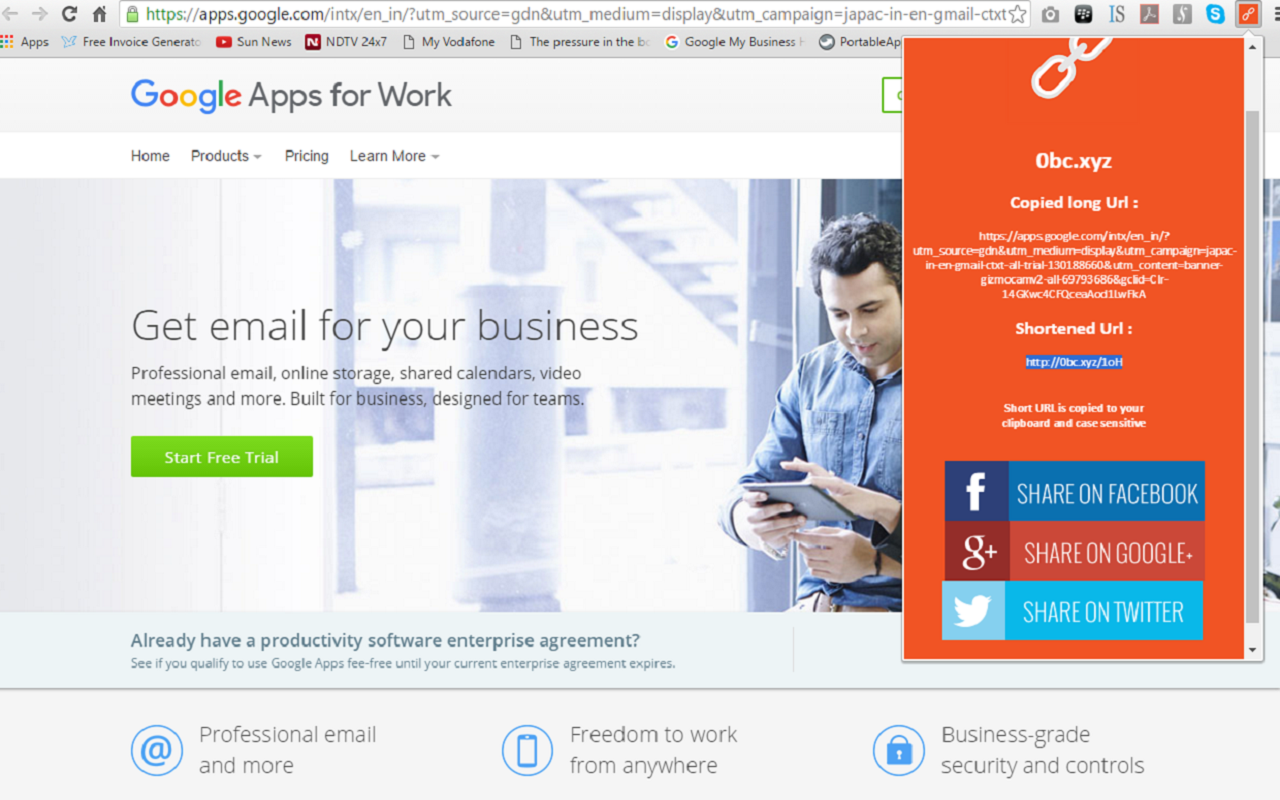 https://apps.google.com/intx/en_in/?utm_source=gdn&utm_medium=display&utm_campaign=japac-in-en-gmail-ctxt
IS
Apps
Free Invoice Generato
Sun News
NDTV 24x7
My Vodafone
The pressure in the bo
Google My Business H
PortableAp
Google Apps for Work
Home
Products
Pricing
Learn More
Get email for your business
Professional email, online storage, shared calendars, video
meetings and more. Built for business, designed for teams.
Start Free Trial
Already have a productivity software enterprise agreement?
See if you qualify to use Google Apps fee-free until your current enterprise agreement expires.
@
Professional email
and more
Freedom to work
from anywhere
Business-grade
security and controls
0bc.xyz
Copied long Url :
https://apps.google.com/intx/en_in/?
utm_source=gdn&utm_medium=display&utm_campaign=japac-
in-en-gmail-ctxt-all-trial-130188660&utm_content=banner-
gizmocamv2-all-69793686&gclid=CIr-
Shortened Url :
http://0bc.xyz/1oH
Short URL is copied to your
clipboard and case sensitive
f SHARE ON FACEBOOK
g+ SHARE ON GOOGLE+
SHARE ON TWITTER